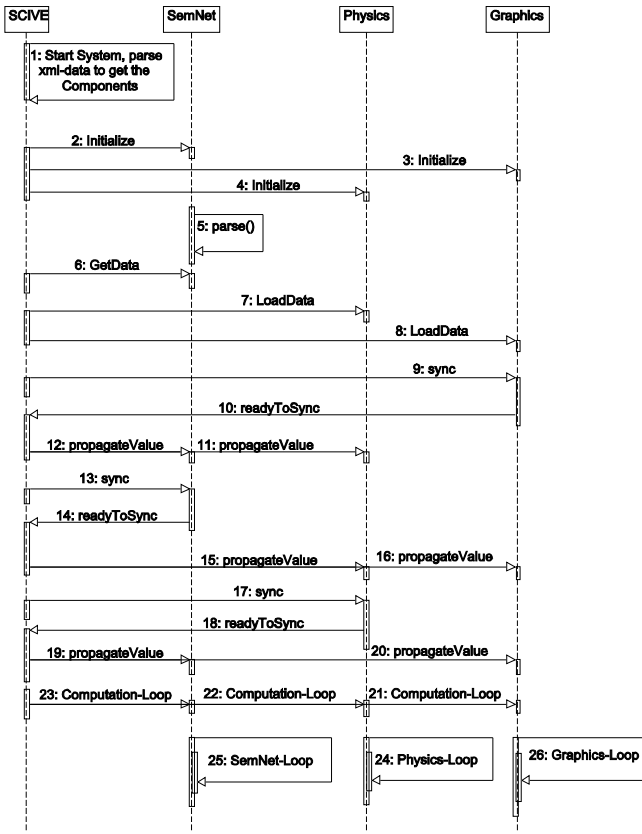 SCIVE
SemNet
Physics
Graphics
1: Start System, parse
xml-data to get the
Components
2: Initialize
3: Initialize
4: Initialize
5: parse()
6: GetData
7: LoadData
8: LoadData
9: sync
10: readyToSync
12: propagateValue
11: propagateValue
13: sync
14: readyToSync
15: propagateValue
16: propagateValue
17: sync
18: readyToSync
19: propagateValue
20: propagateValue
23: Computation-Loop
22: Computation-Loop
21: Computation-Loop
25: SemNet-Loop
24: Physics-Loop
26: Graphics-Loop